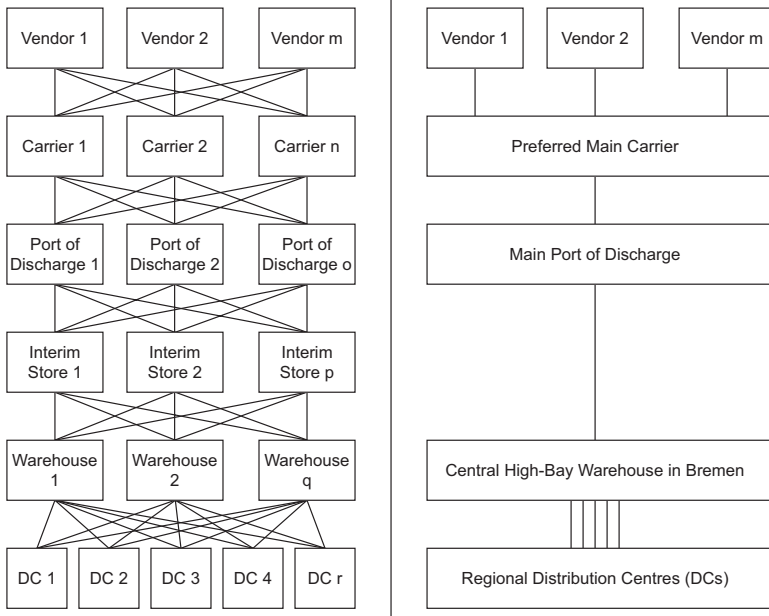 Vendor 1
Vendor 2
Vendor m
Carrier 1
Carrier 2
Carrier n
Port of
Discharge 1
Port of
Discharge 2
Port of
Discharge o
Interim
Store 1
Interim
Store 2
Interim
Store p
Warehouse
1
Warehouse
2
Warehouse
q
DC 1
DC 2
DC 3
DC 4
DC r
Vendor 1
Vendor 2
Vendor m
Preferred Main Carrier
Main Port of Discharge
Central High-Bay Warehouse in Bremen
Regional Distribution Centres (DCs)